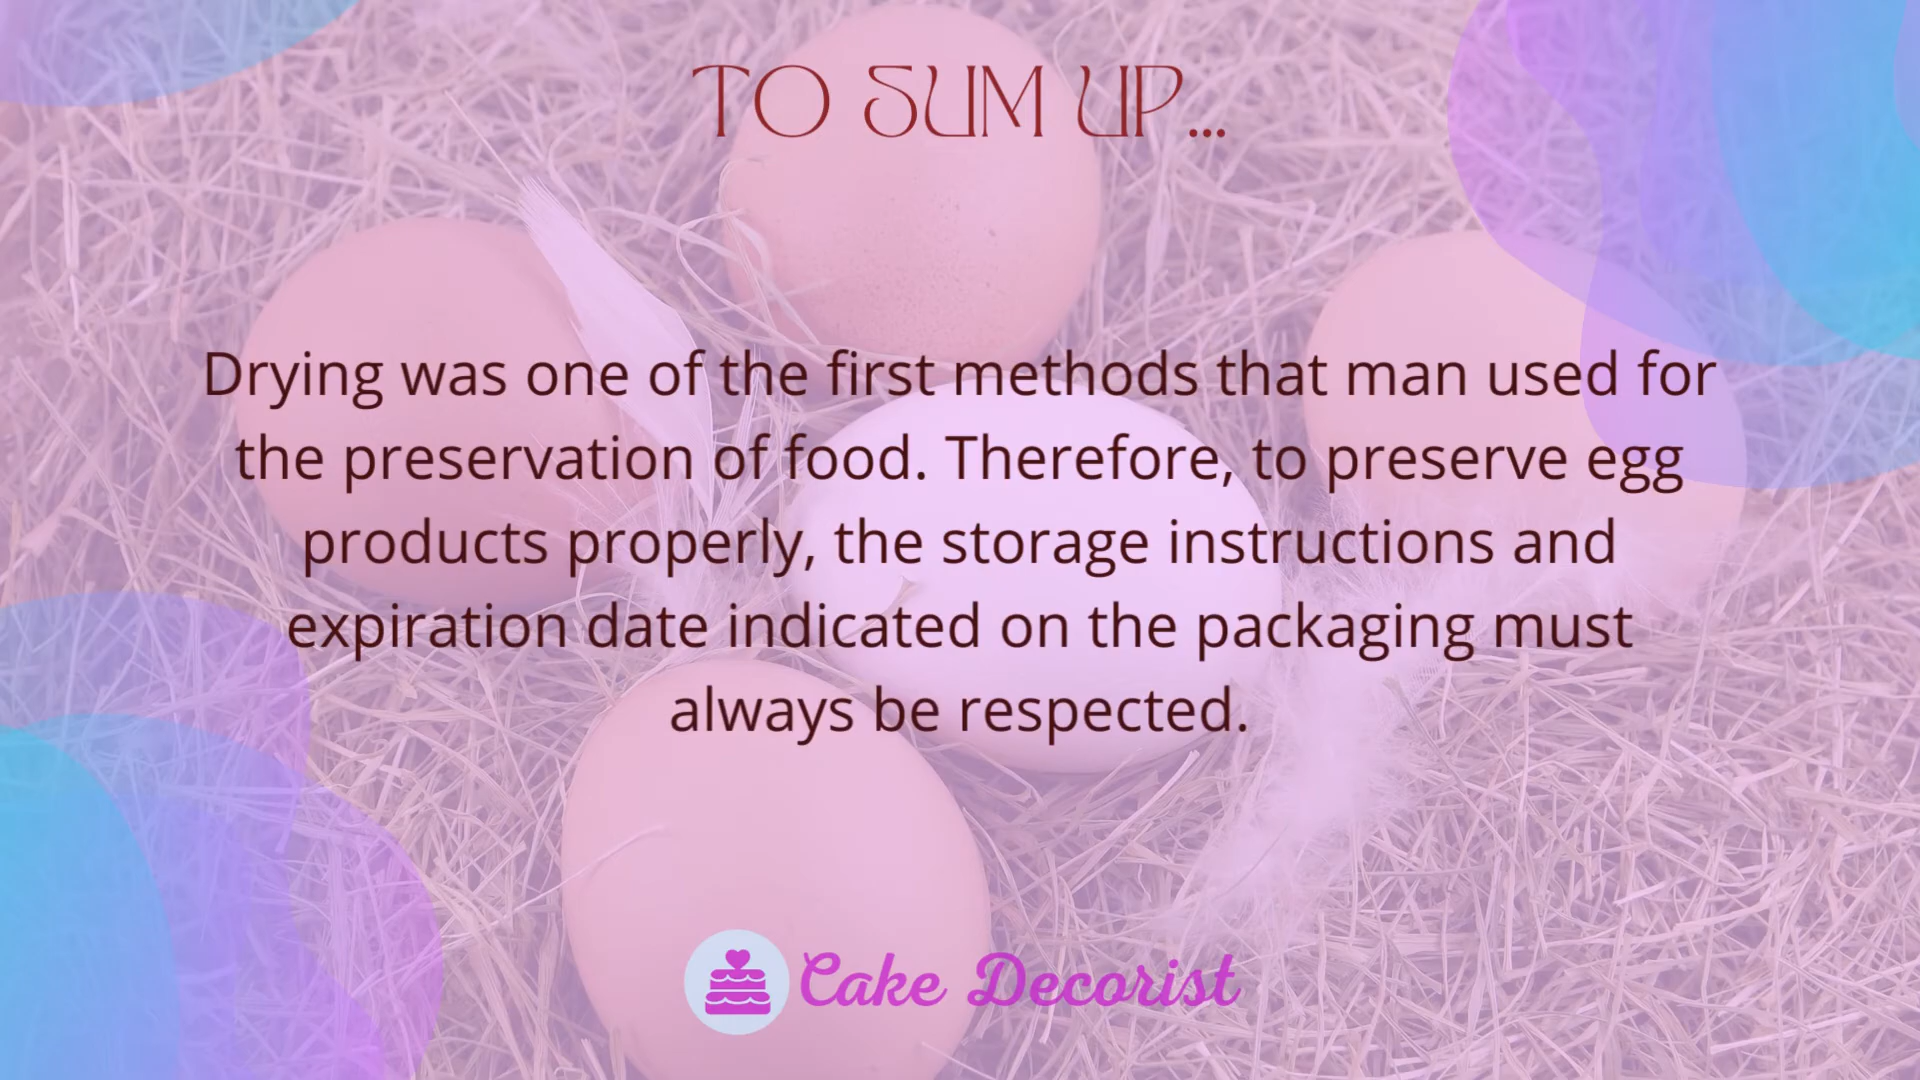 TO SUM UP...
Drying was one of the first methods that man used for
the preservation of food. Therefore, to preserve egg
products properly, the storage instructions and
expiration date indicated on the packaging must
always be respected.
Cake Decorist